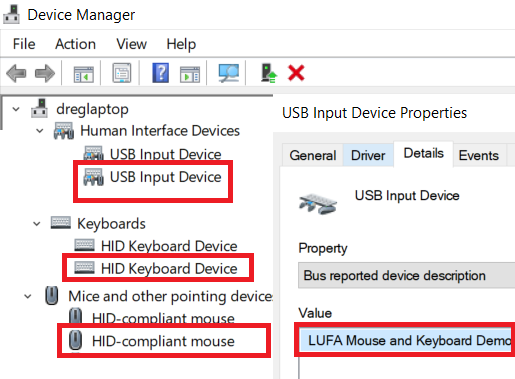 Device Manager
File Action View Help
dreglaptop
Human Interface Devices
USB Input Device
USB Input Device
Keyboards
HID Keyboard Device
HID Keyboard Device
Mice and other pointing devices
HID-compliant mouse
HID-compliant mouse
USB Input Device Properties
General Driver Details Events
USB Input Device
Property
Bus reported device description
Value
LUFA Mouse and Keyboard Demo